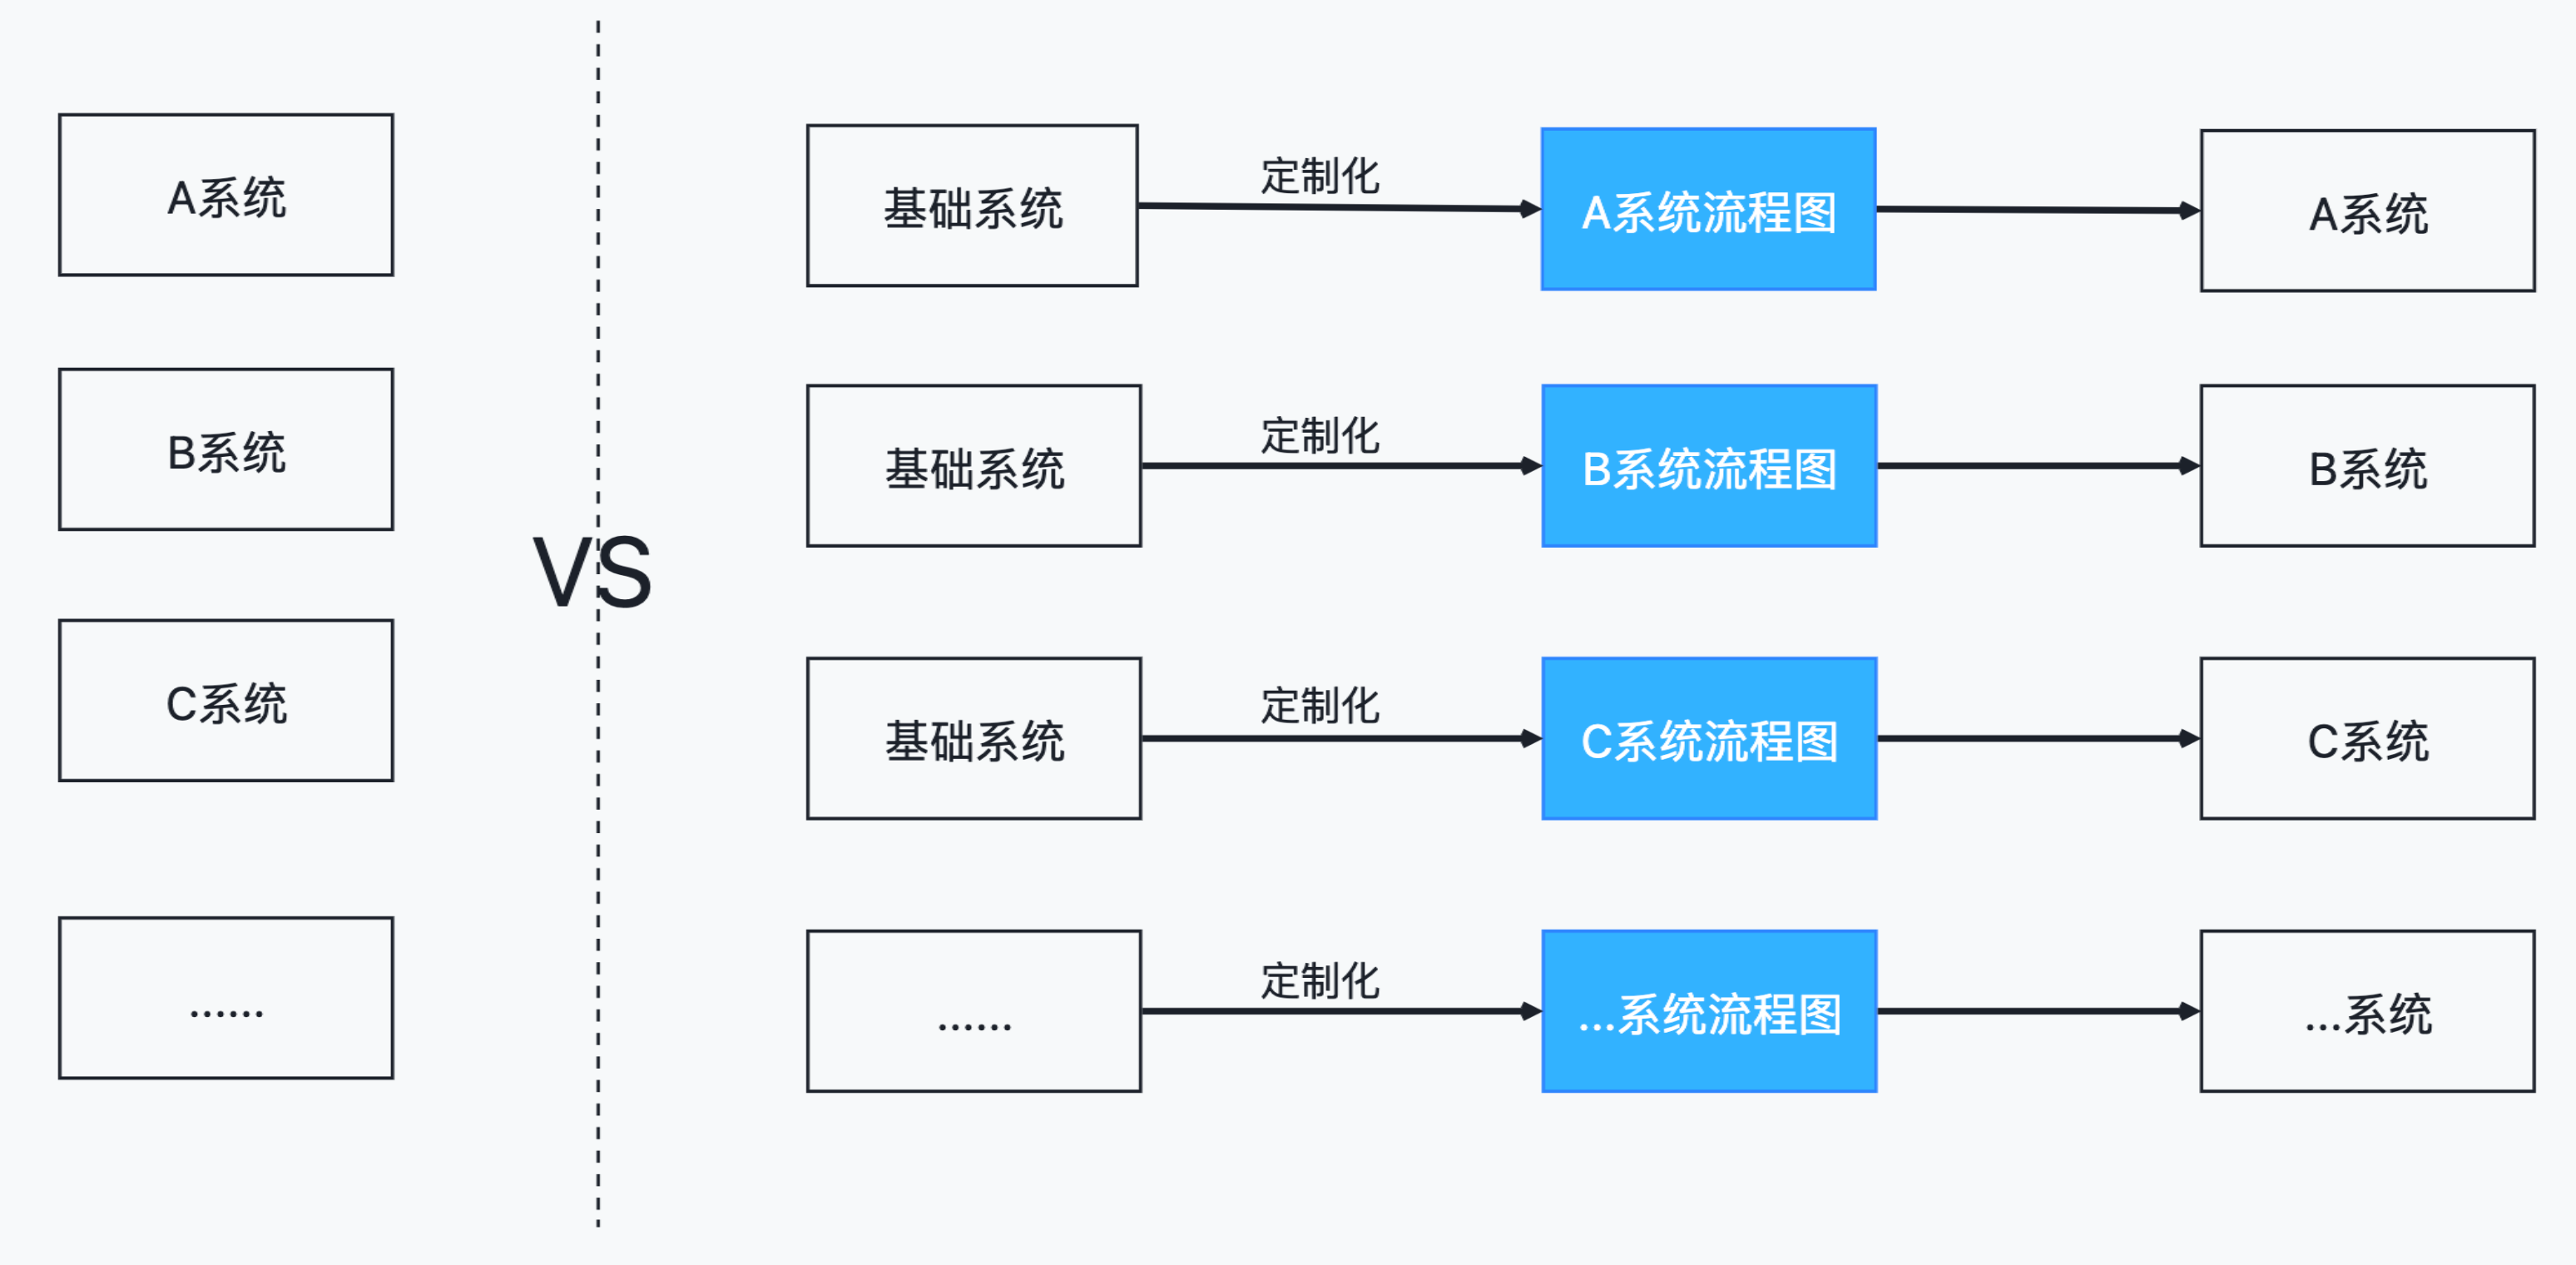 A系统
B系统
C系统
……
VS
基础系统
定制化
A系统流程图
A系统
基础系统
定制化
B系统流程图
B系统
基础系统
定制化
C系统流程图
C系统
……
定制化
...系统流程图
...系统